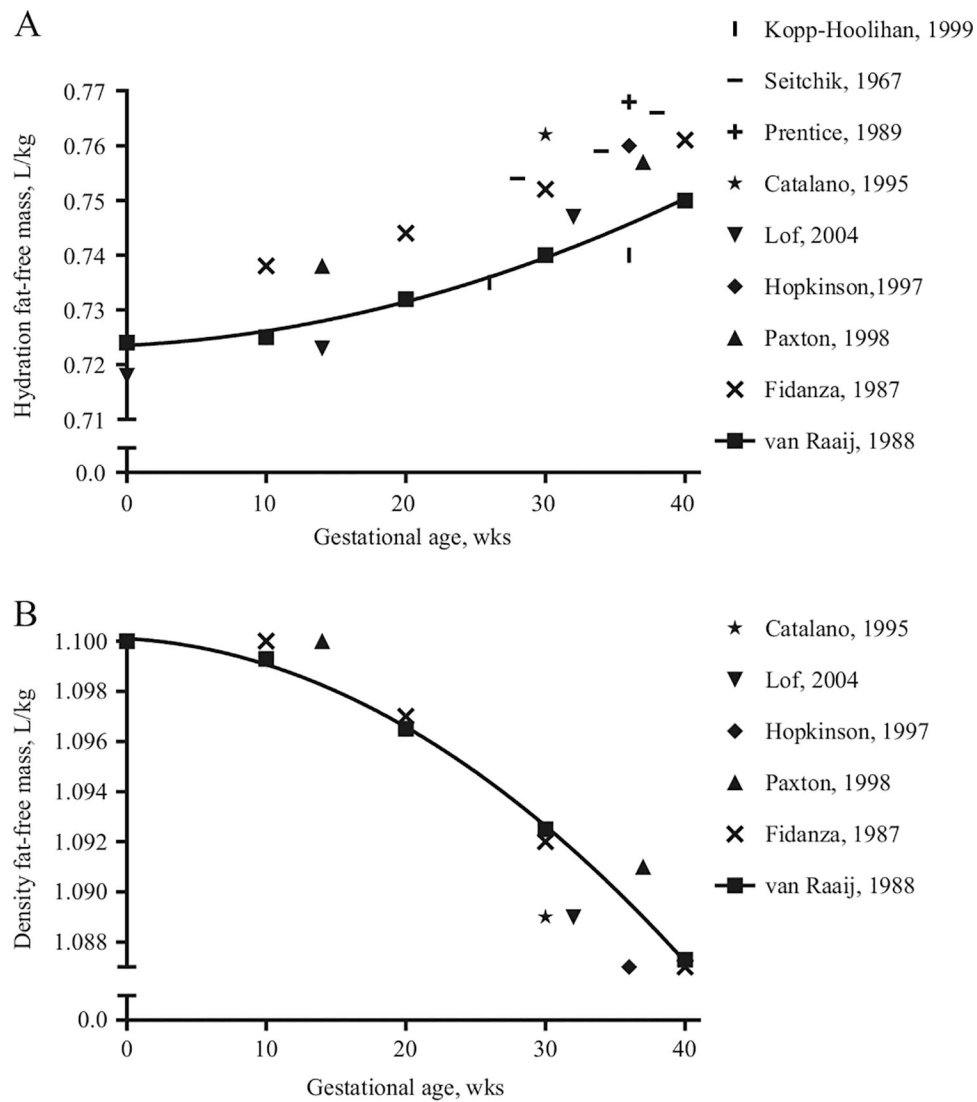 A
Kopp-Hoolihan, 1999
Seitchik, 1967
Prentice, 1989
Catalano, 1995
Lof, 2004
Hopkinson,1997
Paxton, 1998
Fidanza, 1987
van Raaij, 1988
Hydration fat-free mass, L/kg
0.77
0.76
0.75
0.74
0.73
0.72
0.71
0.0
0 10 20 30 40
Gestational age, wks
B
Catalano, 1995
Lof, 2004
Hopkinson, 1997
Paxton, 1998
Fidanza, 1987
van Raaij, 1988
Density fat-free mass, L/kg
1.100
1.098
1.096
1.094
1.092
1.090
1.088
0.0
0 10 20 30 40
Gestational age, wks